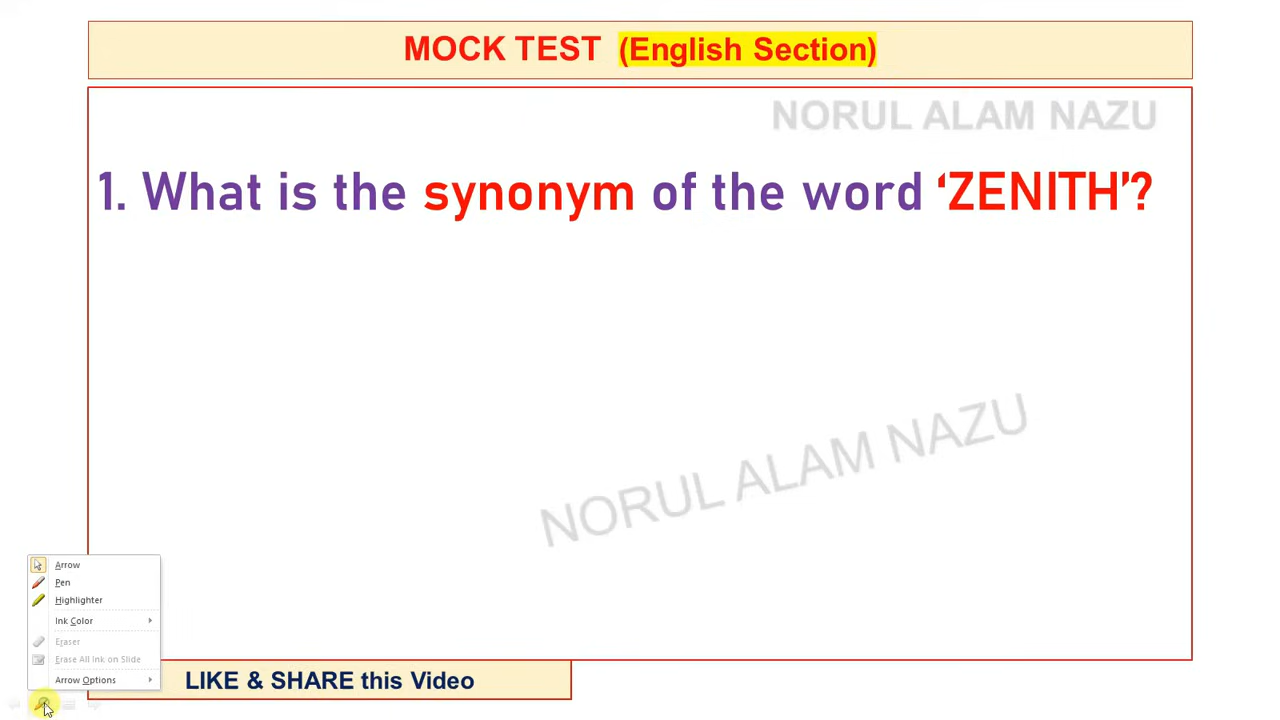 MOCK TEST (English Section)
NORUL ALAM NAZU
1. What is the synonym of the word ‘ZENITH’?
NORUL ALAM NAZU
Arrow
Pen
Highlighter
Ink Color
Eraser
Erase All Ink on Slide
Arrow Options
LIKE & SHARE this Video